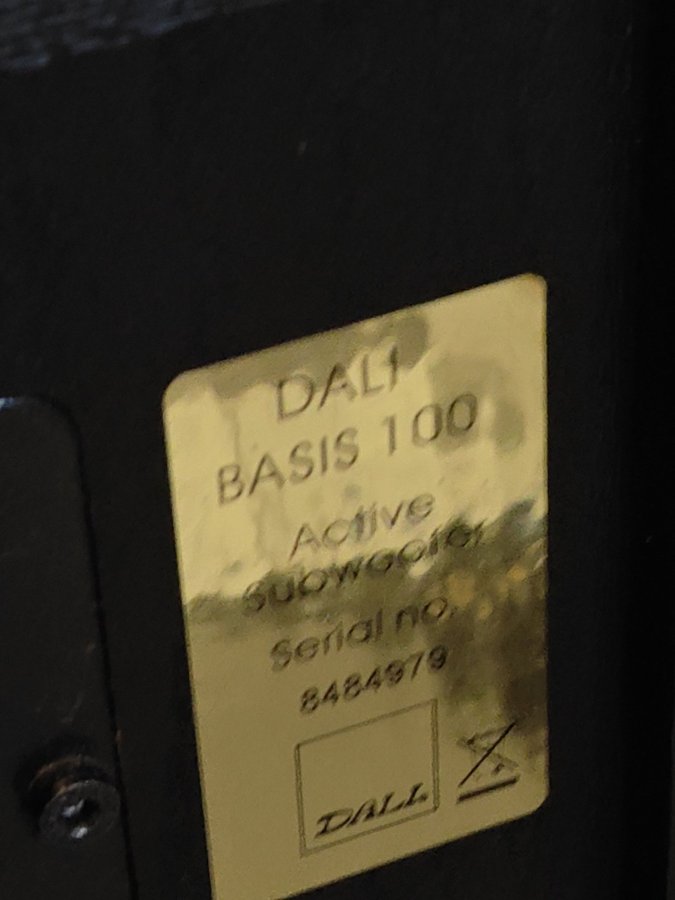 DALI
BASIS 100
Active
Subwoofer
Serial no.
8484979
DALI